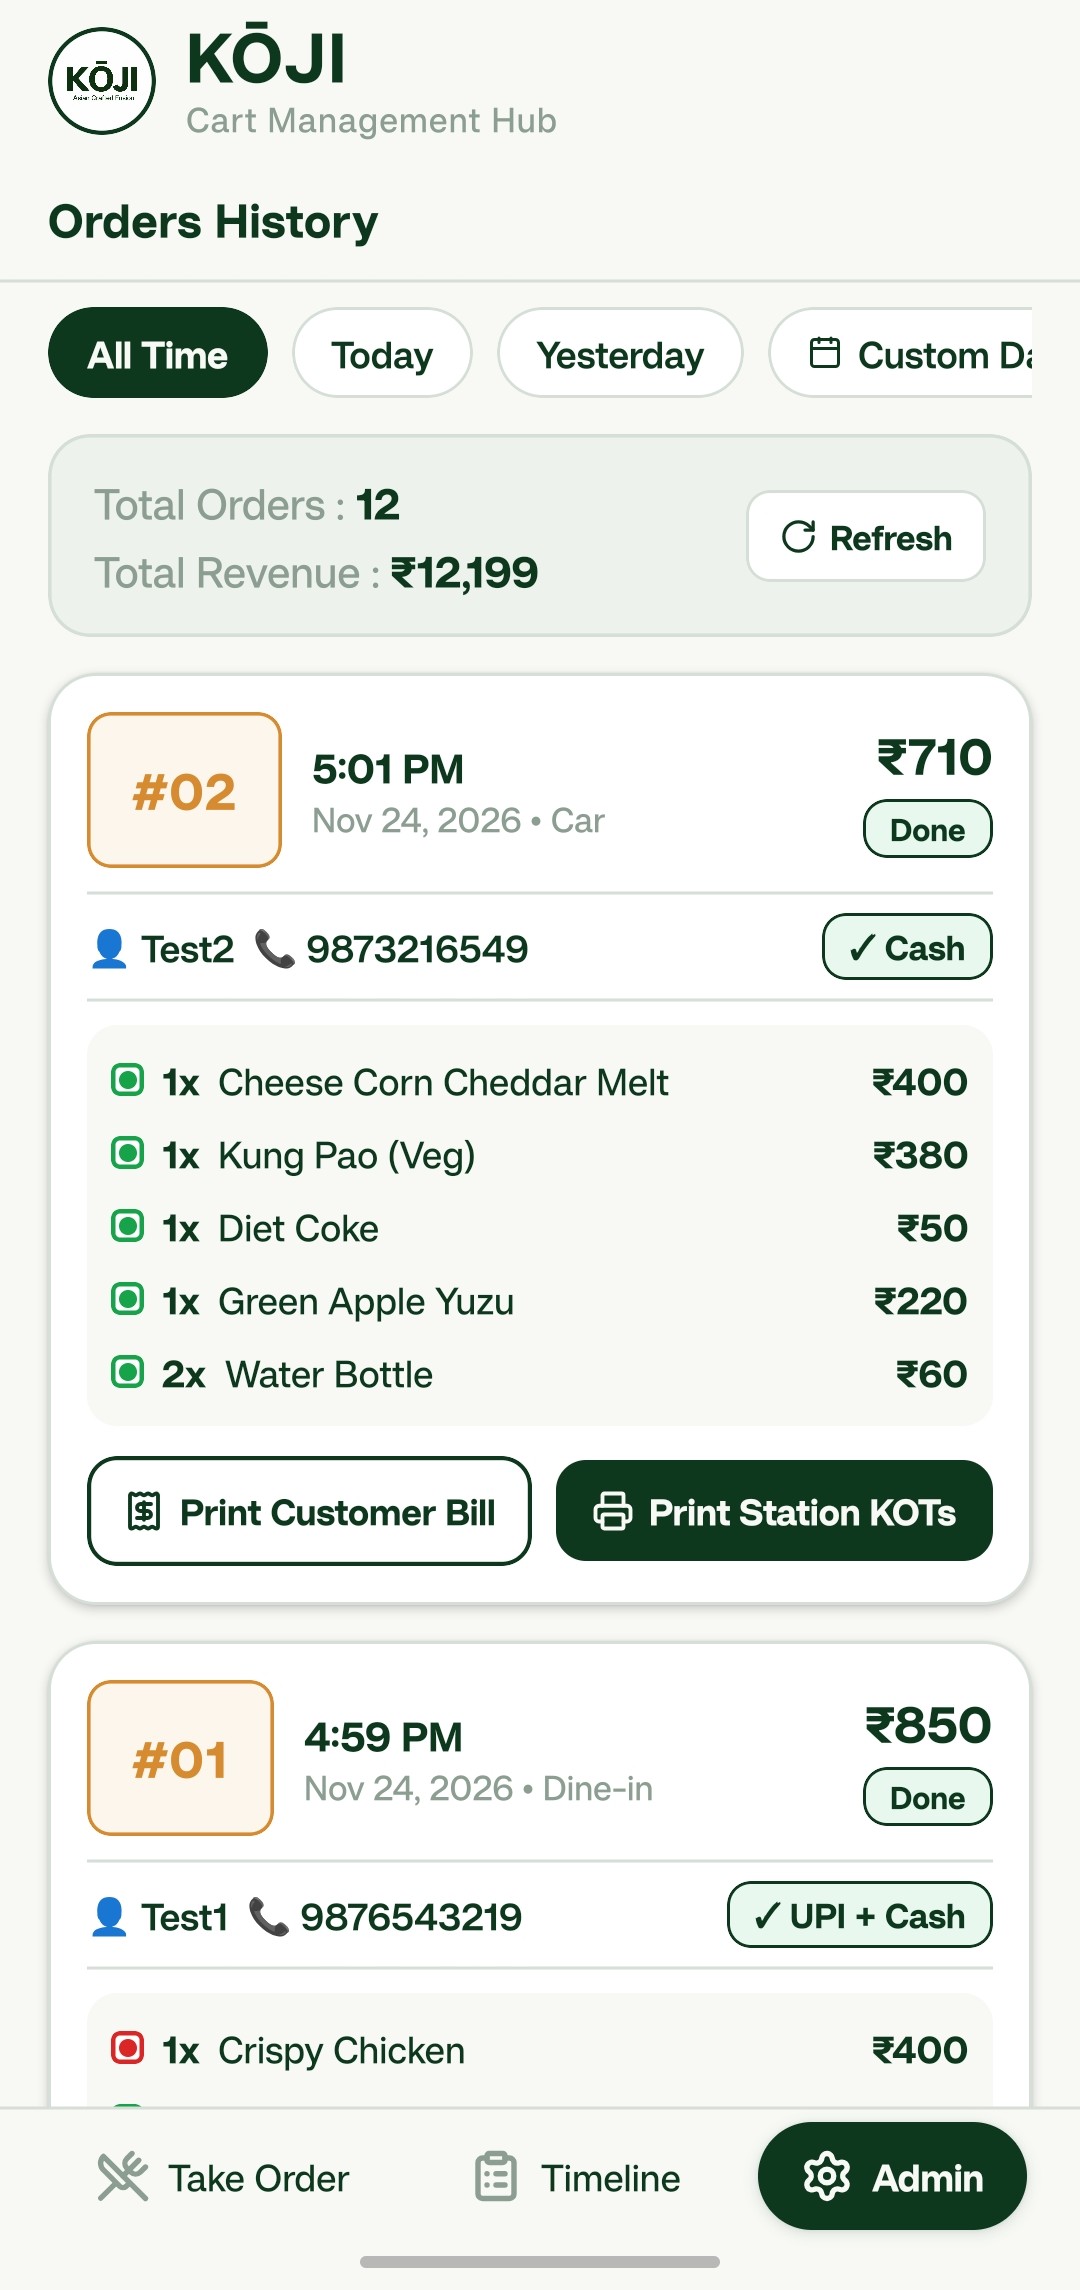 KŌJI
Asian Crafted Fusion
KŌJI
Cart Management Hub
Orders History
All Time
Today
Yesterday
Custom Da
Total Orders : 12
Total Revenue : ₹12,199
Refresh
#02
5:01 PM
Nov 24, 2026 • Car
₹710
Done
Test2
9873216549
✓ Cash
1x Cheese Corn Cheddar Melt ₹400
1x Kung Pao (Veg) ₹380
1x Diet Coke ₹50
1x Green Apple Yuzu ₹220
2x Water Bottle ₹60
Print Customer Bill
Print Station KOTs
#01
4:59 PM
Nov 24, 2026 • Dine-in
₹850
Done
Test1
9876543219
✓ UPI + Cash
1x Crispy Chicken ₹400
Take Order
Timeline
Admin